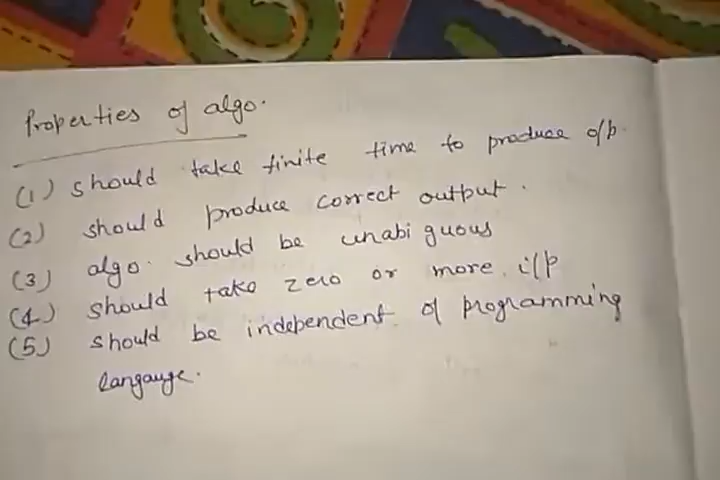 Properties of algo.
(1) should take finite time to produce o/p.
(2) should produce correct output.
(3) algo. should be unabiguous
(4) should take zero or more i/p
(5) should be independent of programming
langauge.